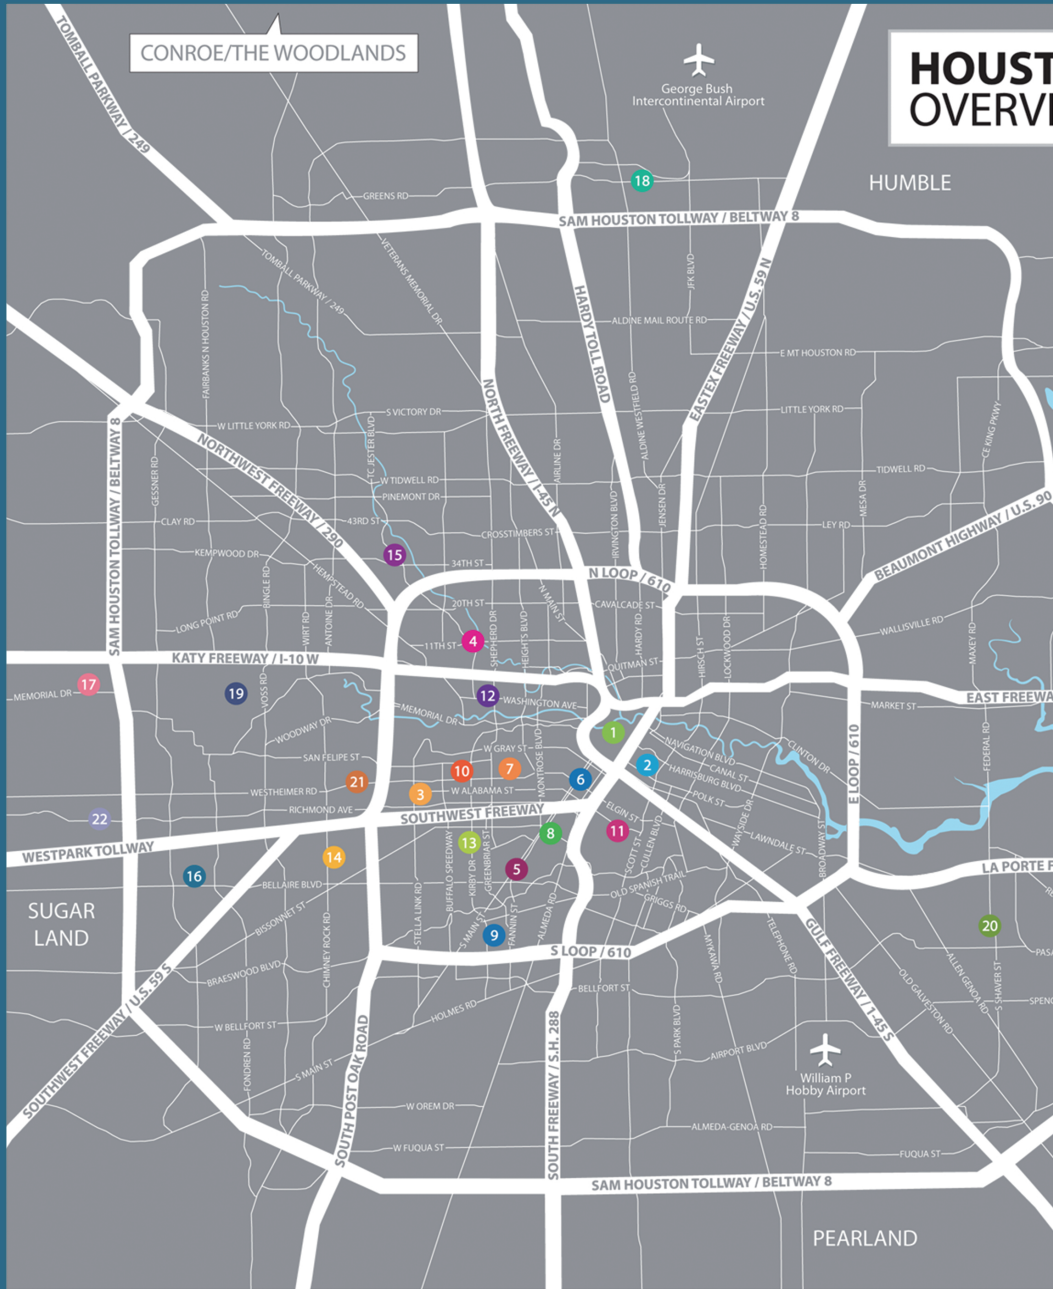 CONROE/THE WOODLANDS
HOUST
OVERVI
TOMBALL PARKWAY / 249
George Bush
Intercontinental Airport
18
HUMBLE
GREENS RD
SAM HOUSTON TOLLWAY / BELTWAY 8
VETERANS MEMORIAL DR
TOMBALL PARKWAY / 249
JFK BLVD
FAIRBANKS N HOUSTON RD
HARDY TOLL ROAD
EASTEX FREEWAY / U.S. 59 N
ALDINE MAIL ROUTE RD
E MT HOUSTON RD
NORTH FREEWAY / I-45 N
ALDINE WESTFIELD RD
S VICTORY DR
LITTLE YORK RD
CE KING PKWY
W LITTLE YORK RD
SAM HOUSTON TOLLWAY / BELTWAY 8
NORTHWEST FREEWAY / 290
T C JESTER BLVD
AIRLINE DR
GESSNER RD
W TIDWELL RD
TIDWELL RD
PINEMONT DR
IRVINGTON BLVD
JENSEN DR
MESA DR
HOMESTEAD RD
BEAUMONT HIGHWAY / U.S. 90
CLAY RD
43RD ST
CROSSTIMBERS ST
LEY RD
KEMPWOOD DR
15
34TH ST
HEMPSTEAD RD
N LOOP / 610
BINGLE RD
N MAIN ST
20TH ST
CAVALCADE ST
LONG POINT RD
WIRT RD
ANTOINE DR
11TH ST
4
SHEPHERD DR
HEIGHTS BLVD
HARDY RD
HIRSCH ST
LOCKWOOD DR
WALLISVILLE RD
MAXEY RD
KATY FREEWAY / I-10 W
QUITMAN ST
17
MEMORIAL DR
19
VOSS RD
12
WASHINGTON AVE
EAST FREEWA
MARKET ST
MEMORIAL DR
WOODWAY DR
1
NAVIGATION BLVD
CLINTON DR
FEDERAL RD
E LOOP / 610
W GRAY ST
MONTROSE BLVD
SAN FELIPE ST
2
CANAL ST
HARRISBURG BLVD
21
10
7
6
WESTHEIMER RD
3
W ALABAMA ST
POLK ST
RICHMOND AVE
SOUTHWEST FREEWAY
ELGIN ST
WAYSIDE DR
22
WESTPARK TOLLWAY
13
8
11
SCOTT ST
CULLEN BLVD
LAWNDALE ST
BROADWAY ST
14
BUFFALO SPEEDWAY
KIRBY DR
GREENBRIAR ST
LA PORTE F
16
5
BELLAIRE BLVD
OLD SPANISH TRAIL
GRIGGS RD
SUGAR
LAND
BISSONNET ST
STELLA LINK RD
CHIMNEY ROCK RD
S MAIN ST
FANNIN ST
ALMEDA RD
9
20
S LOOP / 610
GULF FREEWAY / 1-45 S
MYKAWA RD
TELEPHONE RD
BRAESWOOD BLVD
BELLFORT ST
OLD GALVESTON RD
ALLEN GENOA RD
S SHAVER ST
PASA
SPENC
SOUTHWEST FREEWAY / U.S. 59 S
W BELLFORT ST
HOLMES RD
FONDREN RD
SOUTH POST OAK ROAD
SOUTH FREEWAY / S.H. 288
S PARK BLVD
AIRPORT BLVD
S MAIN ST
William P
Hobby Airport
W OREM DR
ALMEDA-GENOA RD
W FUQUA ST
FUQUA ST
SAM HOUSTON TOLLWAY / BELTWAY 8
PEARLAND